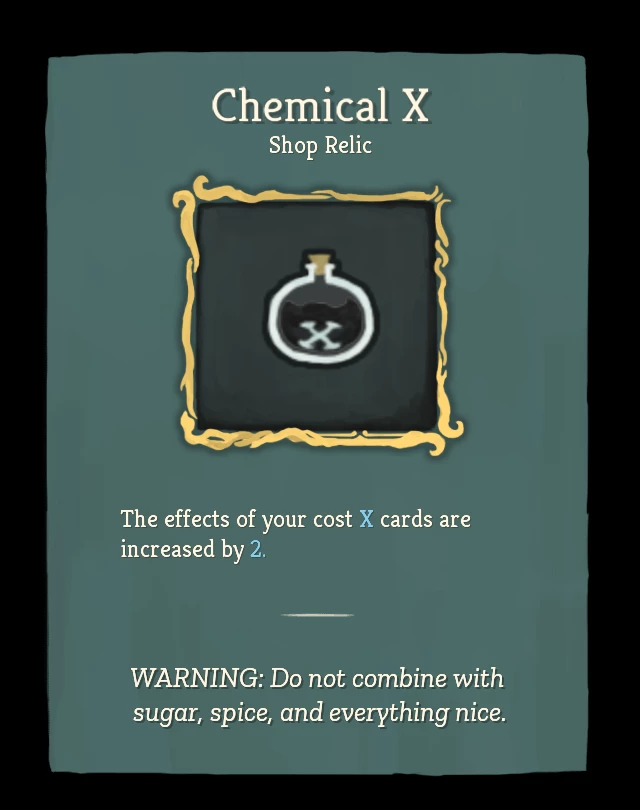 Chemical X
Shop Relic
X
The effects of your cost X cards are
increased by 2.
WARNING: Do not combine with
sugar, spice, and everything nice.